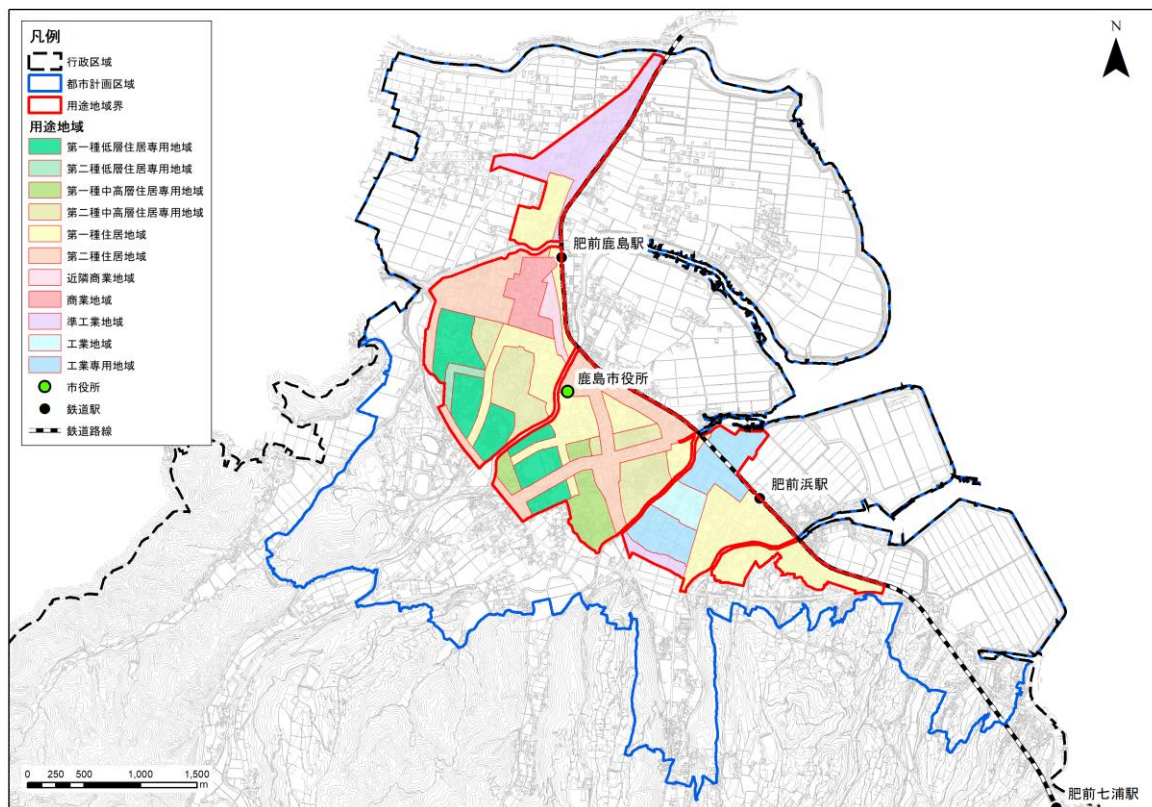 凡例
行政区域
都市計画区域
用途地域界
用途地域
第一種低層住居専用地域
第二種低層住居専用地域
第一種中高層住居専用地域
第二種中高層住居専用地域
第一種住居地域
第二種住居地域
近隣商業地域
商業地域
準工業地域
工業地域
工業専用地域
市役所
鉄道駅
鉄道路線
N
肥前鹿島駅
鹿島市役所
肥前浜駅
肥前七浦駅
0 250 500 1,000 1,500
m